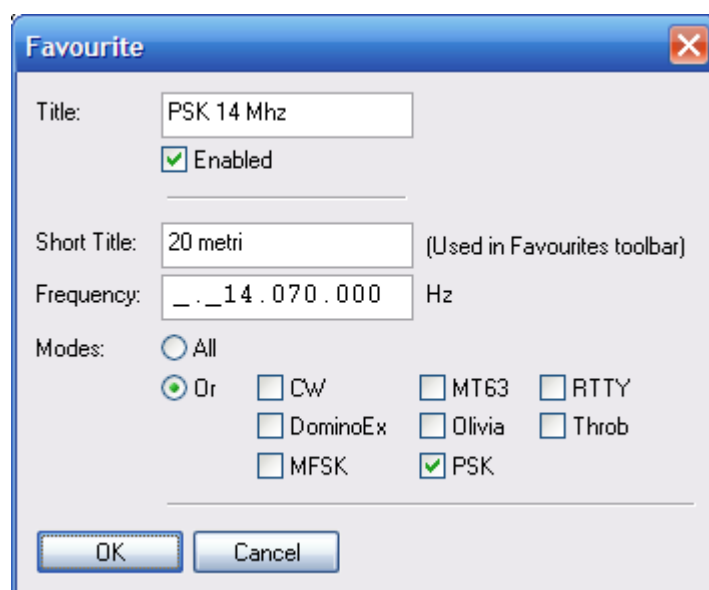 Favourite
Title: PSK 14 Mhz
Enabled
Short Title: 20 metri (Used in Favourites toolbar)
Frequency: _._14.070.000 Hz
Modes: All
Or CW MT63 RTTY
DominoEx Olivia Throb
MFSK PSK
OK Cancel